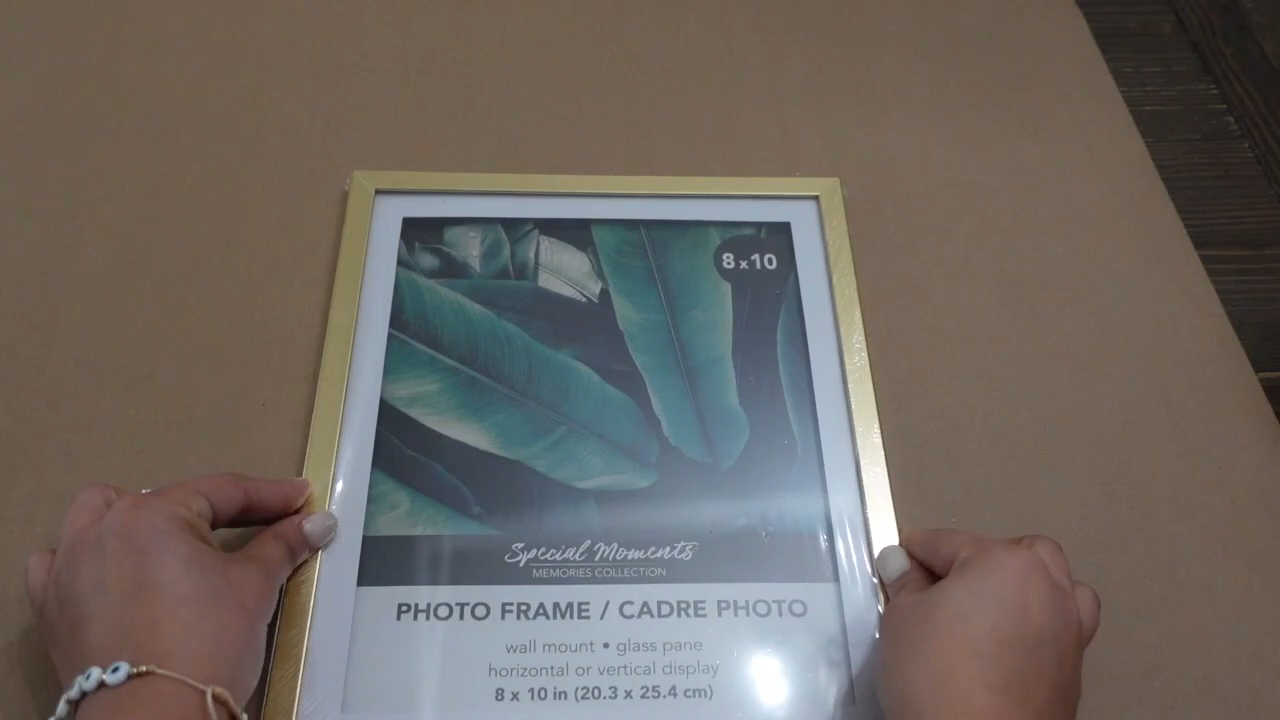 8x10
Special Moments
MEMORIES COLLECTION
PHOTO FRAME / CADRE PHOTO
wall mount • glass pane
horizontal or vertical display
8 x 10 in (20.3 x 25.4 cm)